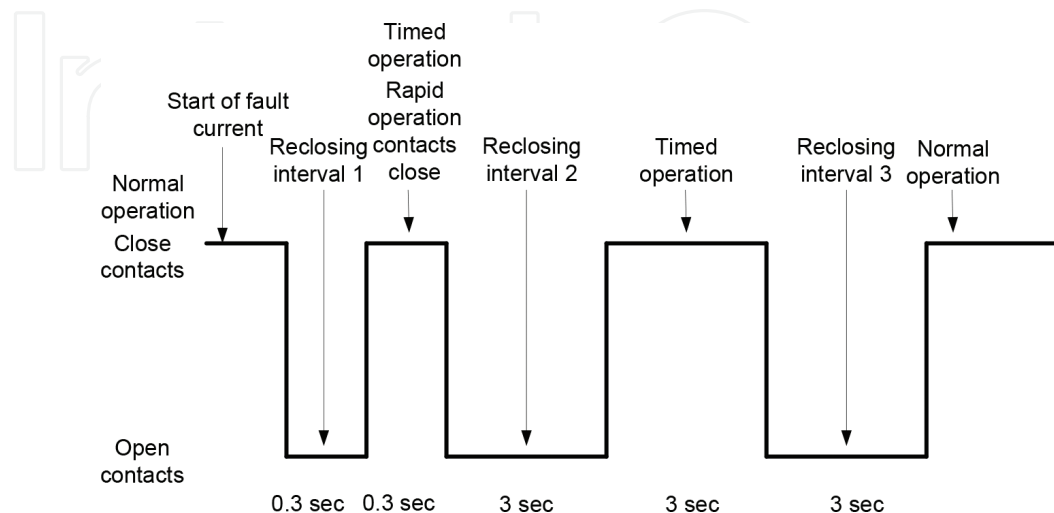 Timed
operation
Rapid
operation
contacts
close
Start of fault
current
Reclosing
interval 1
Reclosing
interval 2
Timed
operation
Reclosing
interval 3
Normal
operation
Normal
operation
Close
contacts
Open
contacts
0.3 sec
0.3 sec
3 sec
3 sec
3 sec